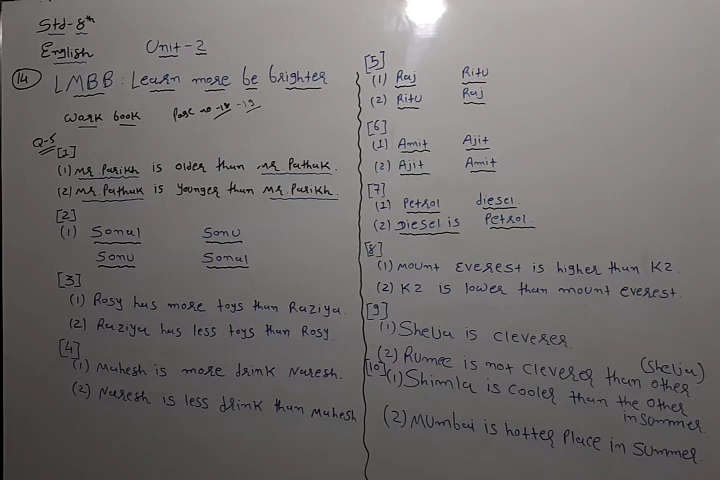 Std-8th
English Unit-2
(14) LMBB: Learn more be brighter
Work book Page no-18-19
Q-5
[1]
(1) Mr. Parikh is older than Mr Pathak.
(2) Mr. Pathak is younger than Mr. Parikh.
[2]
(1) Sonal Sonu
Sonu Sonal
[3]
(1) Rosy has more toys than Raziya.
(2) Raziya has less toys than Rosy.
[4]
(1) Mahesh is more drink Naresh.
(2) Naresh is less drink than Mahesh
[5]
(1) Raj Ritu
(2) Ritu Raj
[6]
(1) Amit Ajit
(2) Ajit Amit
[7]
(1) Petrol diesel.
(2) Diesel is Petrol.
[8]
(1) Mount Everest is higher than K2.
(2) K2 is lower than mount everest.
[9]
(1) Shelja is cleverer.
(2) Rumee is not cleverer than other (Shelja)
[10]
(1) Shimla is cooler than the other
in summer.
(2) Mumbai is hotter place in summer.